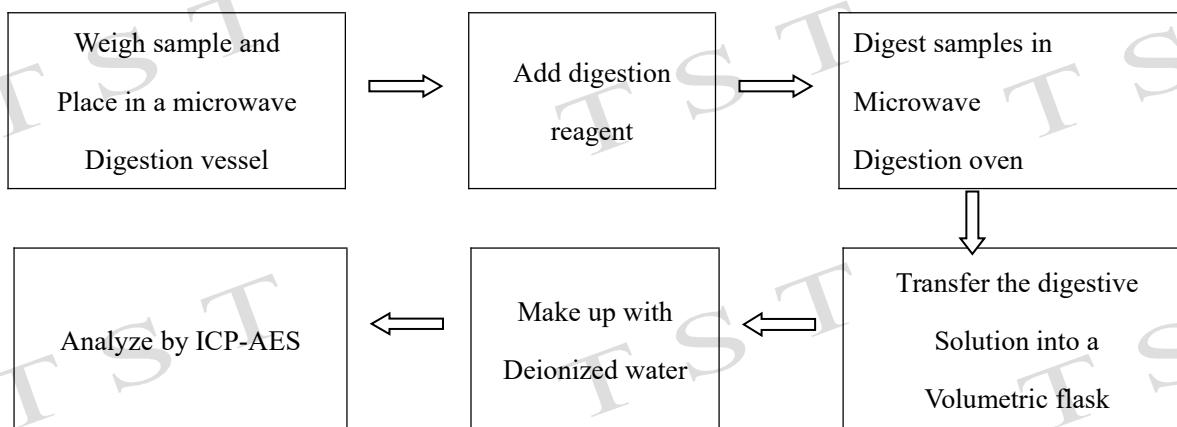 Weigh sample and
Place in a microwave
Digestion vessel
Add digestion
reagent
Digest samples in
Microwave
Digestion oven
Transfer the digestive
Solution into a
Volumetric flask
Make up with
Deionized water
Analyze by ICP-AES
T S T
T S T
T S
T S T
T S T
T S